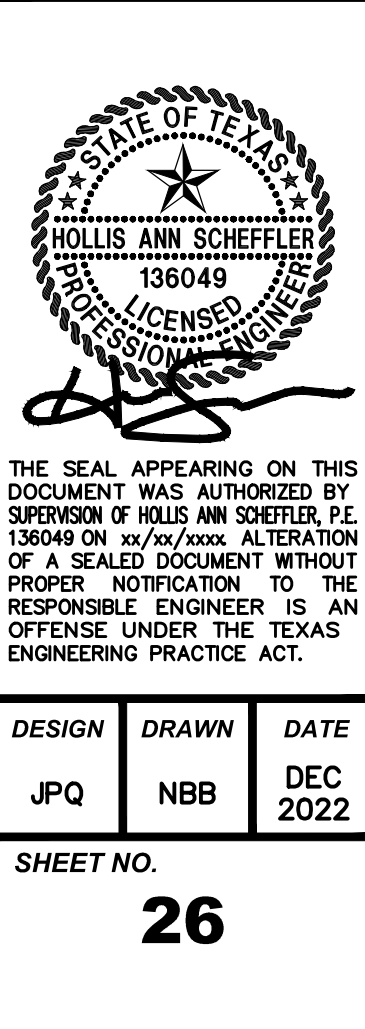 STATE OF TEXAS
HOLLIS ANN SCHEFFLER
136049
LICENSED
PROFESSIONAL ENGINEER
THE SEAL APPEARING ON THIS
DOCUMENT WAS AUTHORIZED BY
SUPERVISION OF HOLLIS ANN SCHEFFLER, P.E.
136049 ON xx/xx/xxxx. ALTERATION
OF A SEALED DOCUMENT WITHOUT
PROPER NOTIFICATION TO THE
RESPONSIBLE ENGINEER IS AN
OFFENSE UNDER THE TEXAS
ENGINEERING PRACTICE ACT.
DESIGN DRAWN DATE
JPQ NBB DEC
2022
SHEET NO.
26